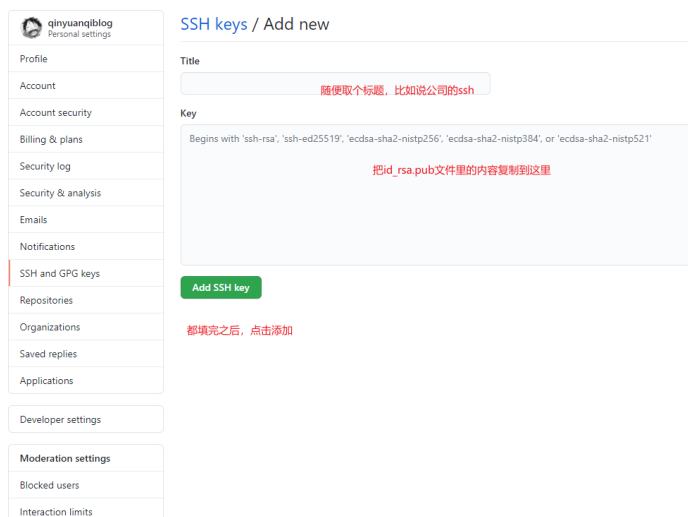 qinyuanqiblog
Personal settings
Profile
Account
Account security
Billing & plans
Security log
Security & analysis
Emails
Notifications
SSH and GPG keys
Repositories
Organizations
Saved replies
Applications
Developer settings
Moderation settings
Blocked users
Interaction limits
SSH keys / Add new
Title
随便取个标题，比如说公司的ssh
Key
Begins with 'ssh-rsa', 'ssh-ed25519', 'ecdsa-sha2-nistp256', 'ecdsa-sha2-nistp384', or 'ecdsa-sha2-nistp521'
把id_rsa.pub文件里的内容复制到这里
Add SSH key
都填完之后，点击添加